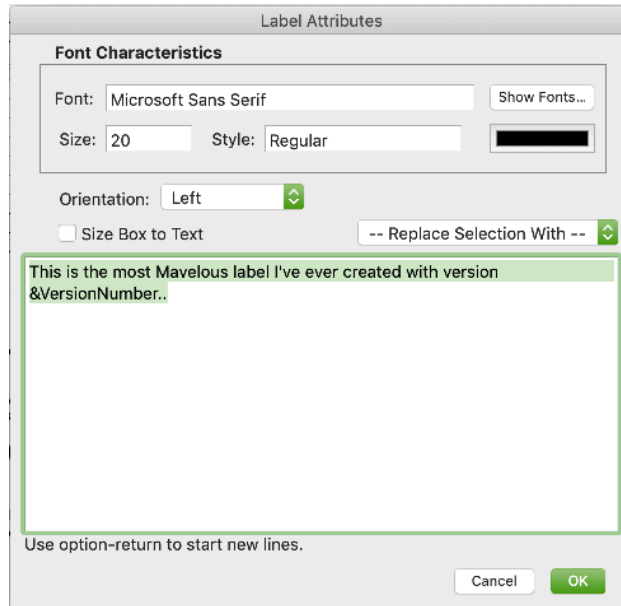 Label Attributes
Font Characteristics
Font: Microsoft Sans Serif Show Fonts...
Size: 20 Style: Regular
Orientation: Left
Size Box to Text -- Replace Selection With --
This is the most Mavelous label I've ever created with version
&VersionNumber..
Use option-return to start new lines.
Cancel OK